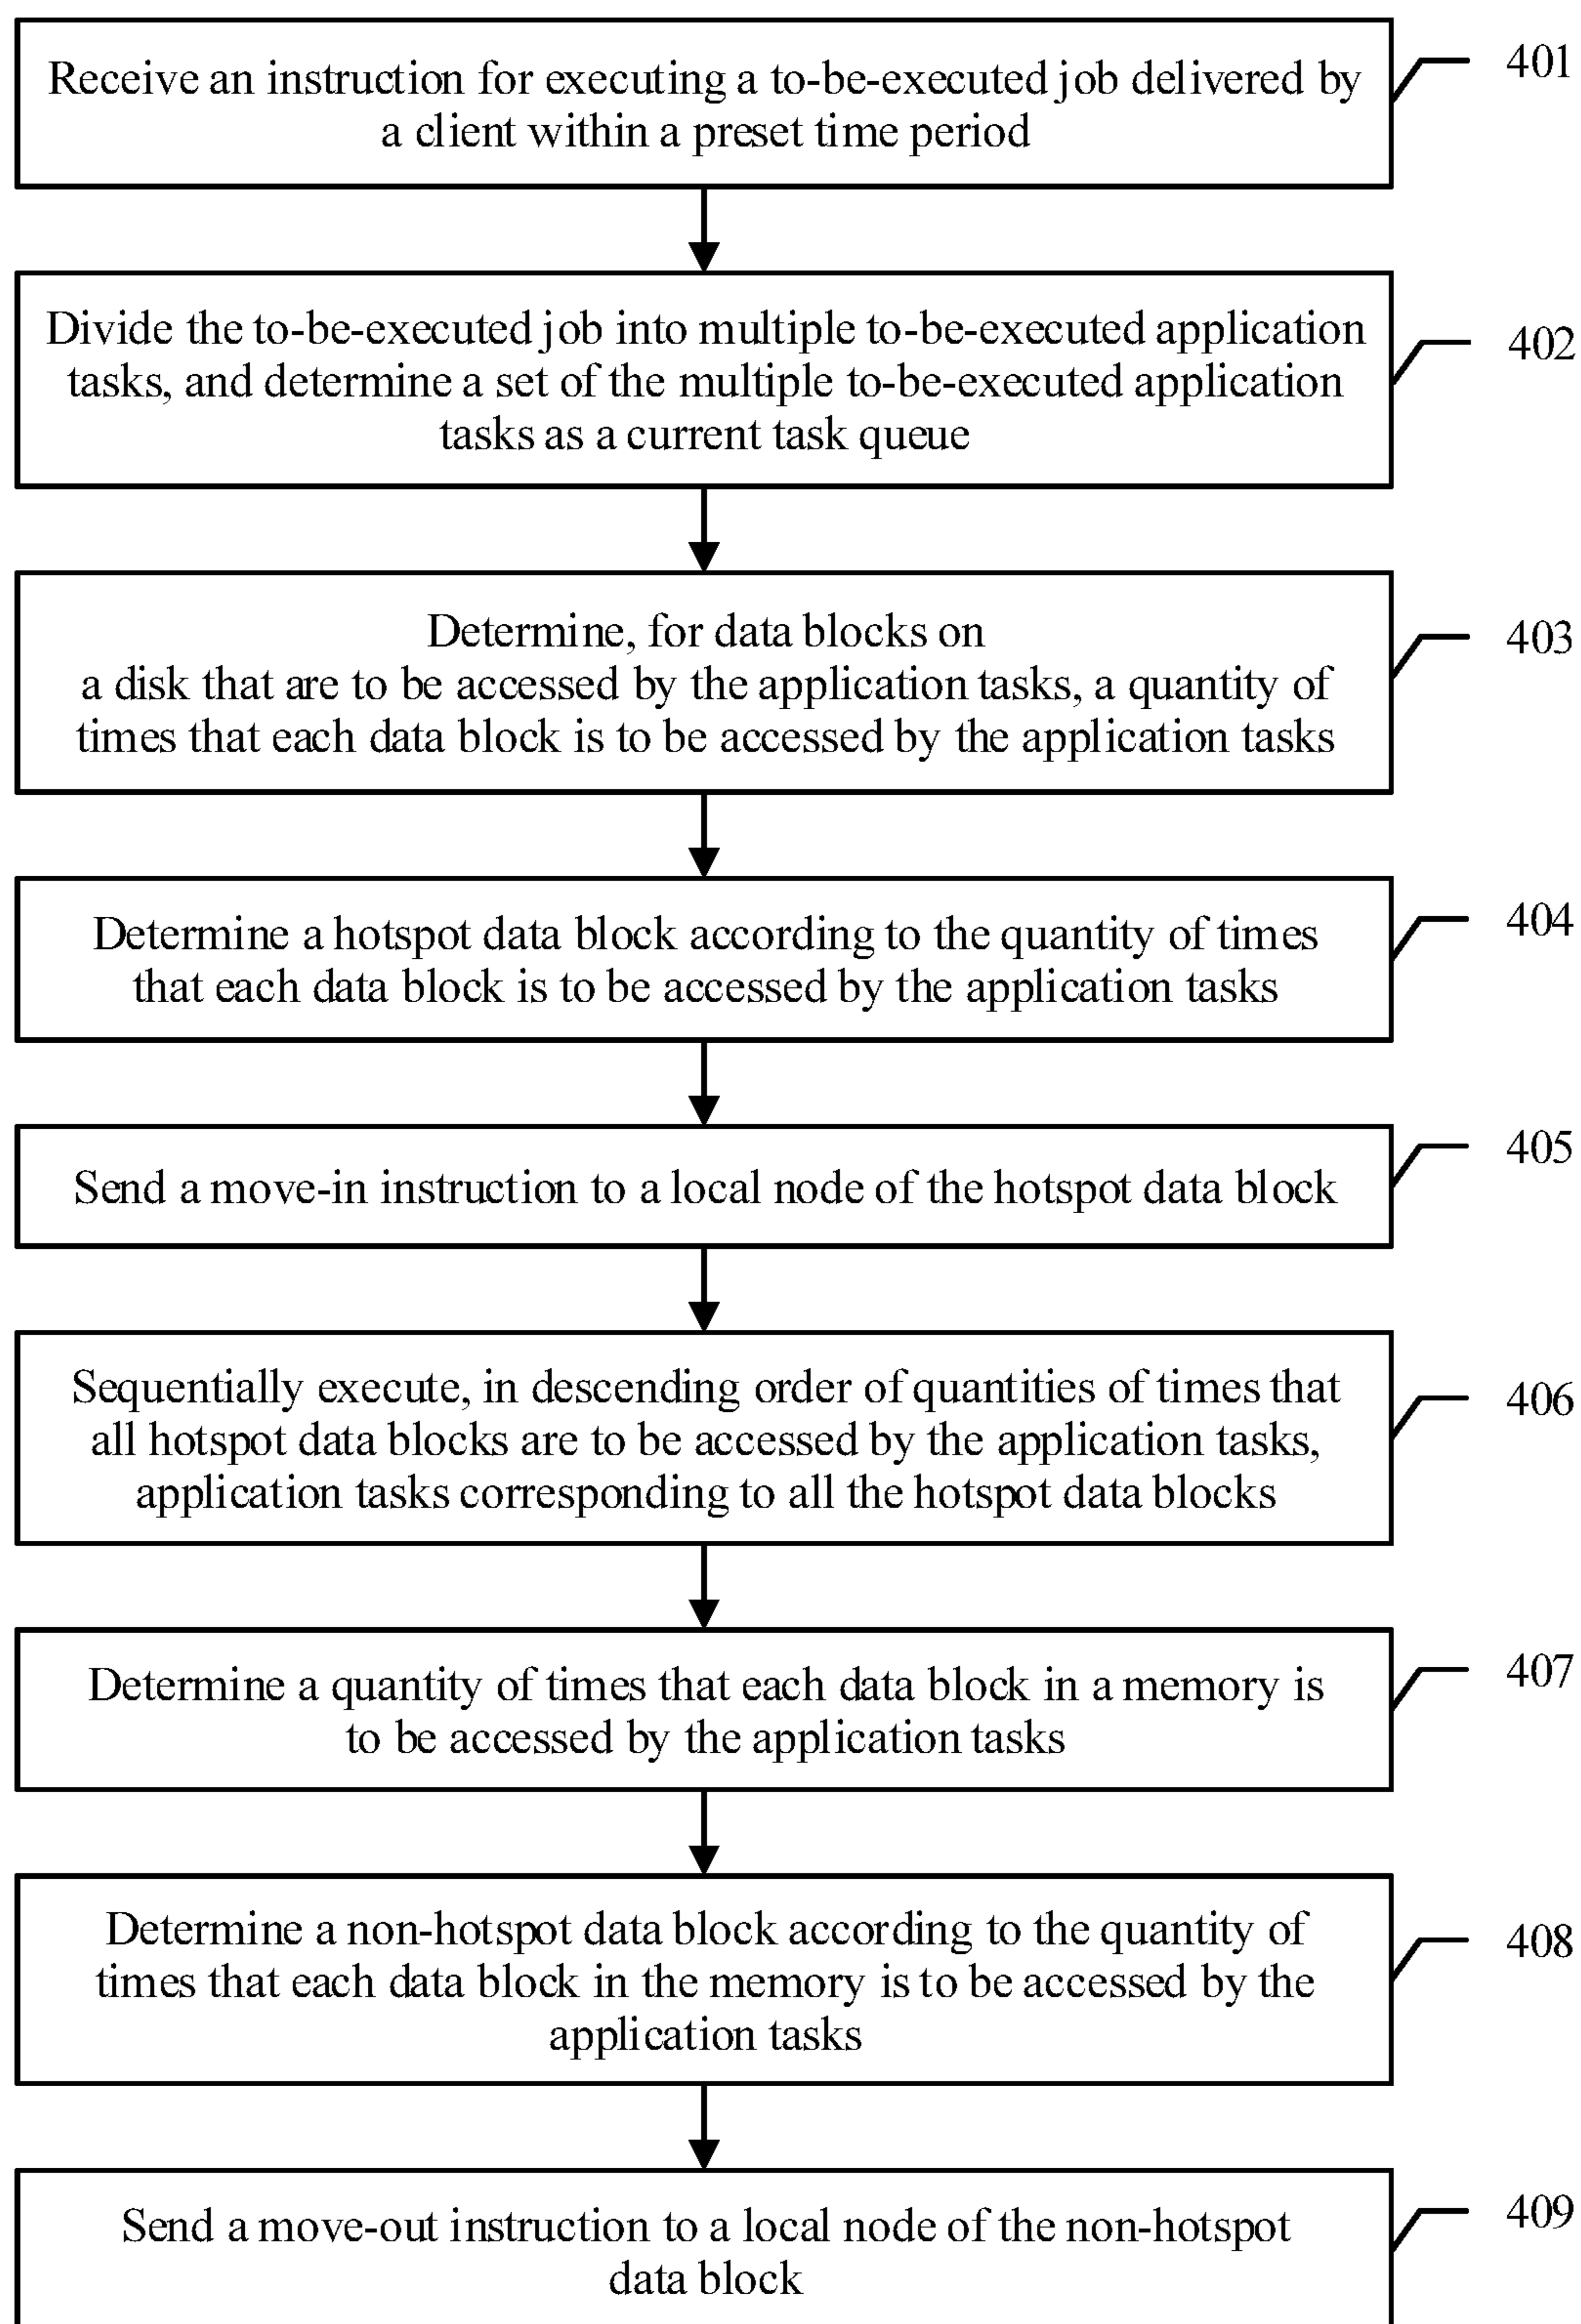 Receive an instruction for executing a to-be-executed job delivered by
a client within a preset time period
401
Divide the to-be-executed job into multiple to-be-executed application
tasks, and determine a set of the multiple to-be-executed application
tasks as a current task queue
402
Determine, for data blocks on
a disk that are to be accessed by the application tasks, a quantity of
times that each data block is to be accessed by the application tasks
403
Determine a hotspot data block according to the quantity of times
that each data block is to be accessed by the application tasks
404
Send a move-in instruction to a local node of the hotspot data block
405
Sequentially execute, in descending order of quantities of times that
all hotspot data blocks are to be accessed by the application tasks,
application tasks corresponding to all the hotspot data blocks
406
Determine a quantity of times that each data block in a memory is
to be accessed by the application tasks
407
Determine a non-hotspot data block according to the quantity of
times that each data block in the memory is to be accessed by the
application tasks
408
Send a move-out instruction to a local node of the non-hotspot
data block
409